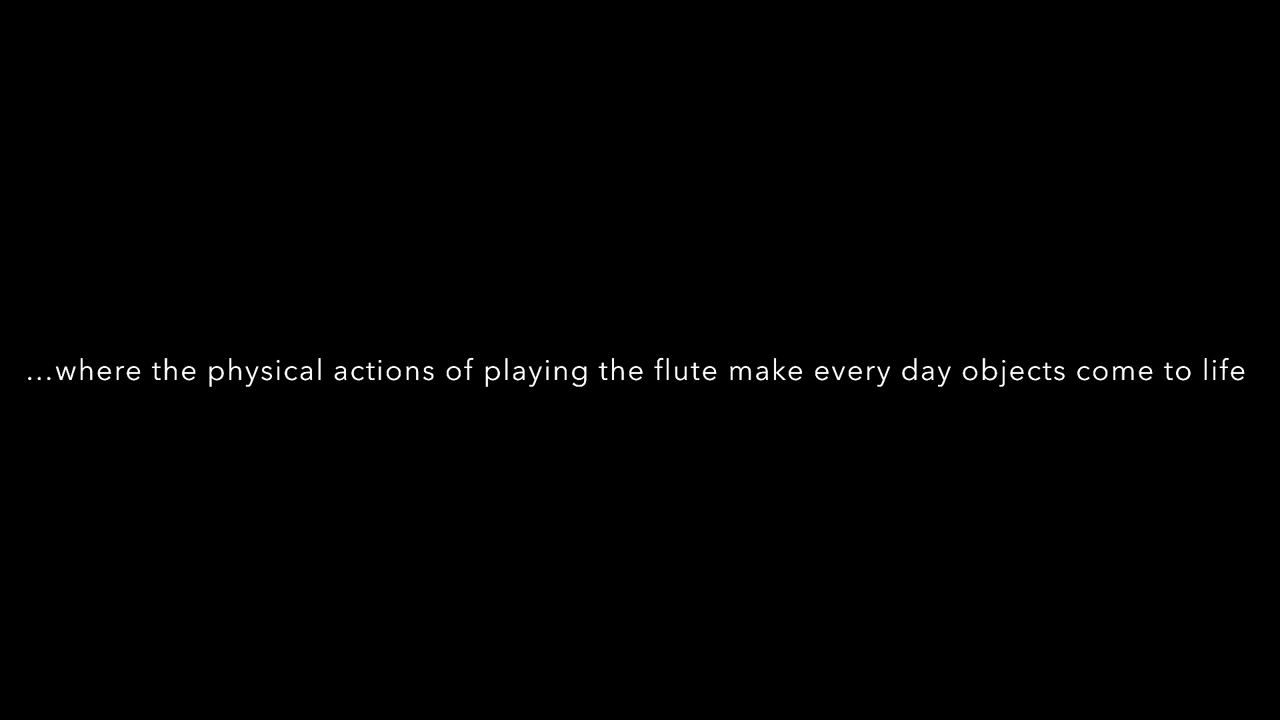 ...where the physical actions of playing the flute make every day objects come to life